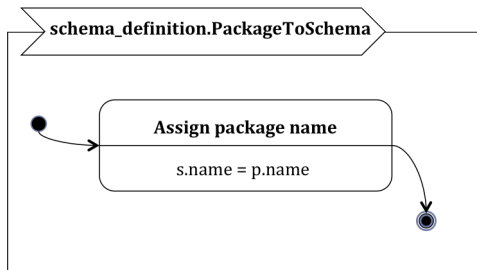 schema_definition.PackageToSchema
Assign package name
s.name = p.name